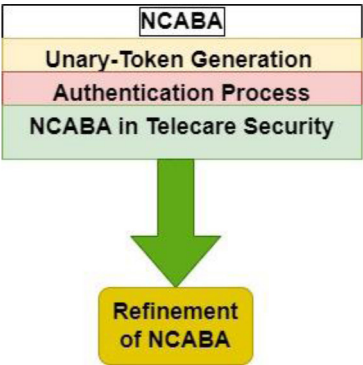 NCABA
Unary-Token Generation
Authentication Process
NCABA in Telecare Security
Refinement
of NCABA